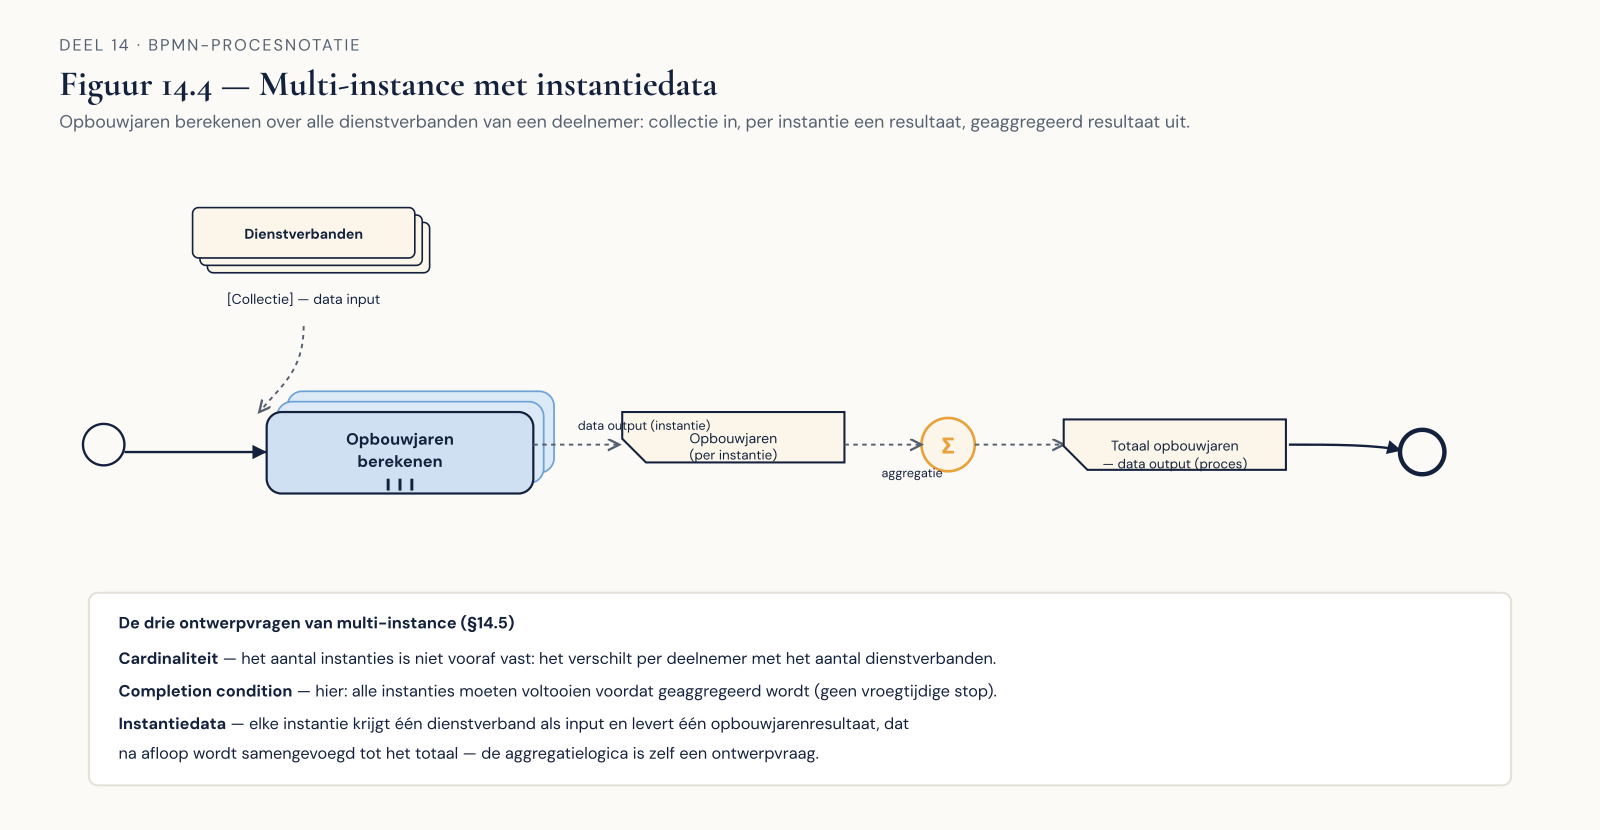 DEEL 14 · BPMN-PROCESNOTATIE
Figuur 14.4 — Multi-instance met instantiedata
Opbouwjaren berekenen over alle dienstverbanden van een deelnemer: collectie in, per instantie een resultaat, geaggregeerd resultaat uit.
Dienstverbanden
[Collectie] — data input
Opbouwjaren
berekenen
data output (instantie)
Opbouwjaren
(per instantie)
Σ
aggregatie
Totaal opbouwjaren
— data output (proces)
De drie ontwerpvragen van multi-instance (§14.5)
Cardinaliteit — het aantal instanties is niet vooraf vast: het verschilt per deelnemer met het aantal dienstverbanden.
Completion condition — hier: alle instanties moeten voltooien voordat geaggregeerd wordt (geen vroegtijdige stop).
Instantiedata — elke instantie krijgt één dienstverband als input en levert één opbouwjarenresultaat, dat
na afloop wordt samengevoegd tot het totaal — de aggregatielogica is zelf een ontwerpvraag.